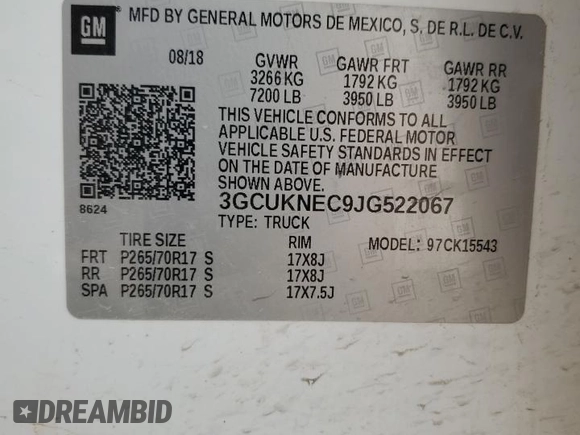 GM
MFD BY GENERAL MOTORS DE MEXICO, S. DE R.L. DE C.V.
08/18 GVWR GAWR FRT GAWR RR
3266 KG 1792 KG 1792 KG
7200 LB 3950 LB 3950 LB
THIS VEHICLE CONFORMS TO ALL
APPLICABLE U.S. FEDERAL MOTOR
VEHICLE SAFETY STANDARDS IN EFFECT
ON THE DATE OF MANUFACTURE
SHOWN ABOVE.
8624 3GCUKNEC9JG522067
TYPE: TRUCK
TIRE SIZE RIM MODEL: 97CK15543
FRT P265/70R17 S 17X8J
RR P265/70R17 S 17X8J
SPA P265/70R17 S 17X7.5J
DREAMBID